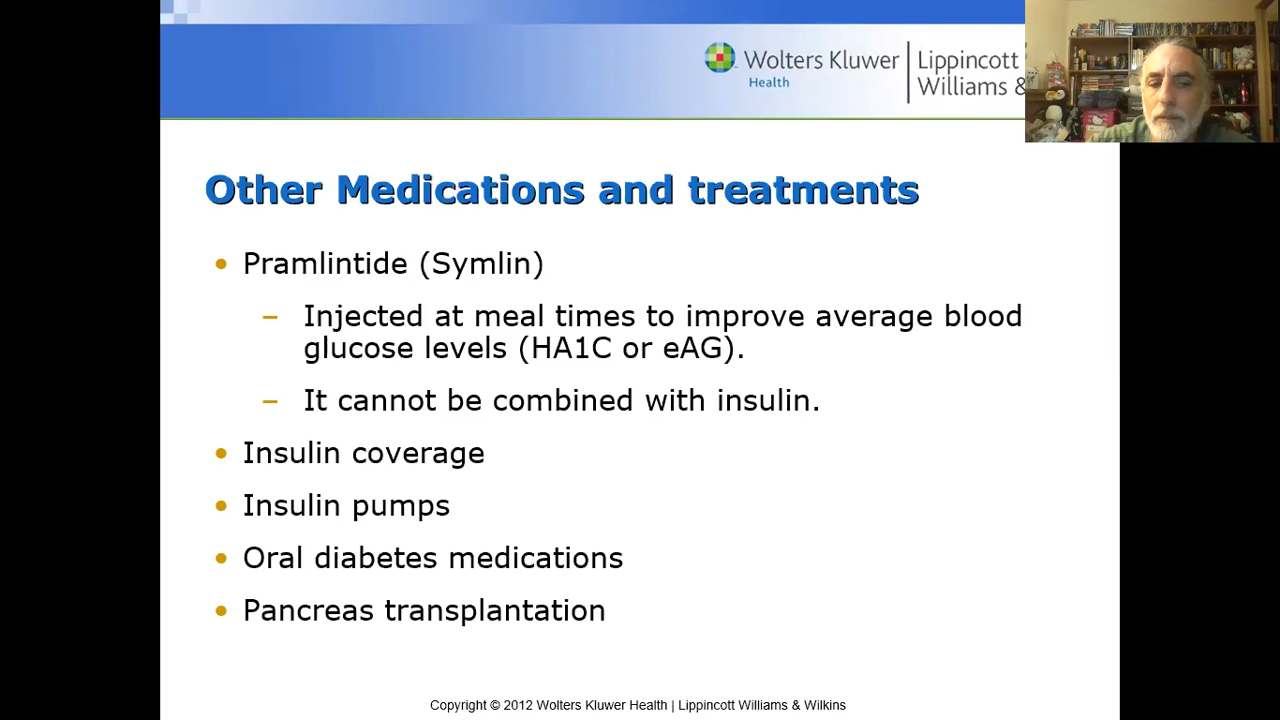 Wolters Kluwer
Health
Lippincott
Williams &
Other Medications and treatments
• Pramlintide (Symlin)
– Injected at meal times to improve average blood
glucose levels (HA1C or eAG).
– It cannot be combined with insulin.
• Insulin coverage
• Insulin pumps
• Oral diabetes medications
• Pancreas transplantation
Copyright © 2012 Wolters Kluwer Health | Lippincott Williams & Wilkins